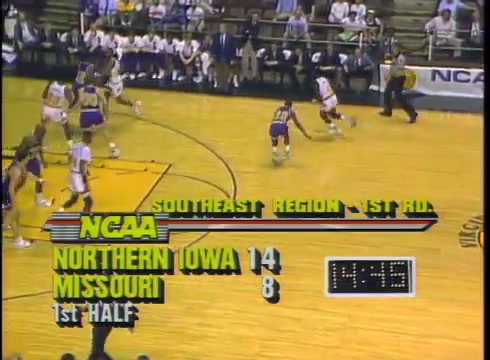 NCAA
SOUTHEAST REGION - 1ST RD.
NCAA
NORTHERN IOWA 14
MISSOURI 8
1st HALF
14:45